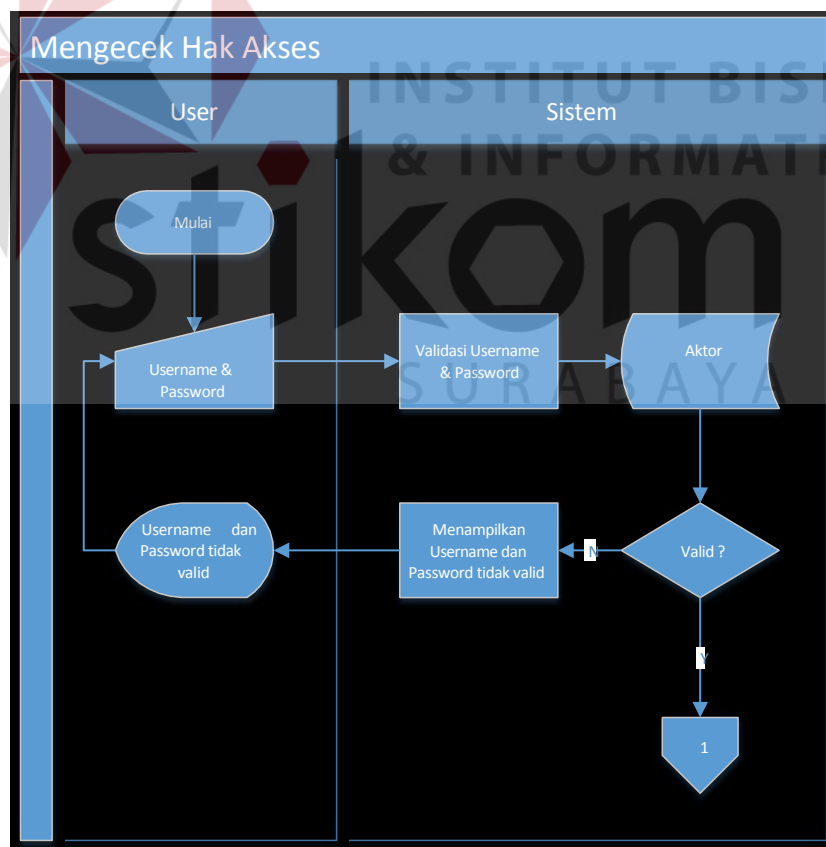 Mengecek Hak Akses
INSTITUT BISI
& INFORMATI
stikom
SURABAYA
User
Sistem
Mulai
Username &
Password
Validasi Username
& Password
Aktor
Username dan
Password tidak
valid
Menampilkan
Username dan
Password tidak valid
N
Valid ?
Y
1